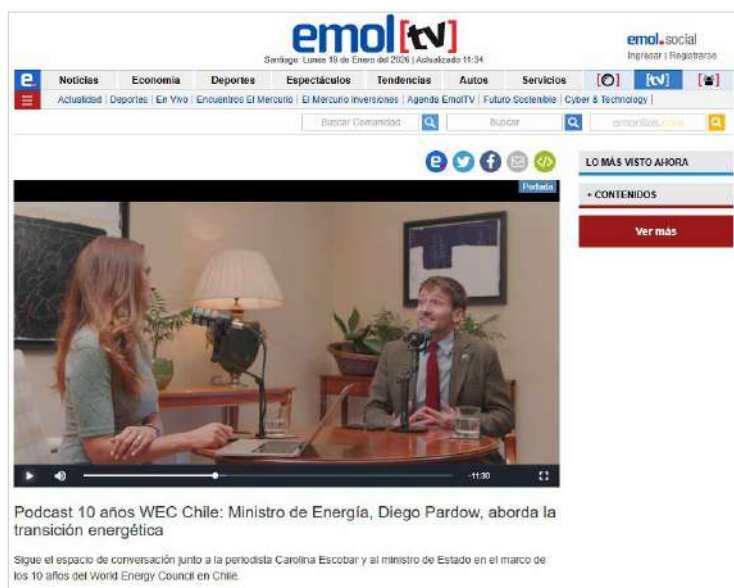 emol[tv]
Santiago: Lunes 19 de Enero del 2026 | Actualizado 11:34
emol.social
Ingresar | Registrarse
e Noticias Economía Deportes Espectáculos Tendencias Autos Servicios [tv]
Actualidad | Deportes | En Vivo | Encuentros El Mercurio | El Mercurio Inversiones | Agenda EmolTV | Futuro Sostenible | Cyber & Technology |
Buscar Comunidad Buscar
LO MÁS VISTO AHORA
Portada
+ CONTENIDOS
Ver más
-11:30
Podcast 10 años WEC Chile: Ministro de Energía, Diego Pardow, aborda la
transición energética
Sigue el espacio de conversación junto a la periodista Carolina Escobar y al ministro de Estado en el marco de
los 10 años del World Energy Council en Chile.